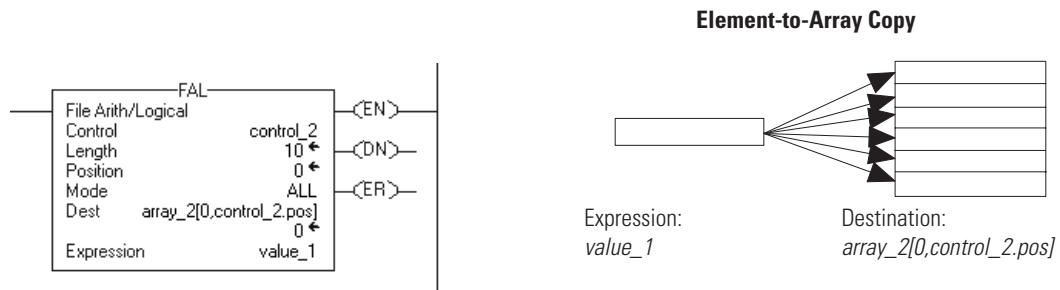 Element-to-Array Copy
FAL
File Arith/Logical
Control control_2
Length 10
Position 0
Mode ALL
Dest array_2[0,control_2.pos]
0
Expression value_1
EN
DN
ER
Expression:
value_1
Destination:
array_2[0,control_2.pos]